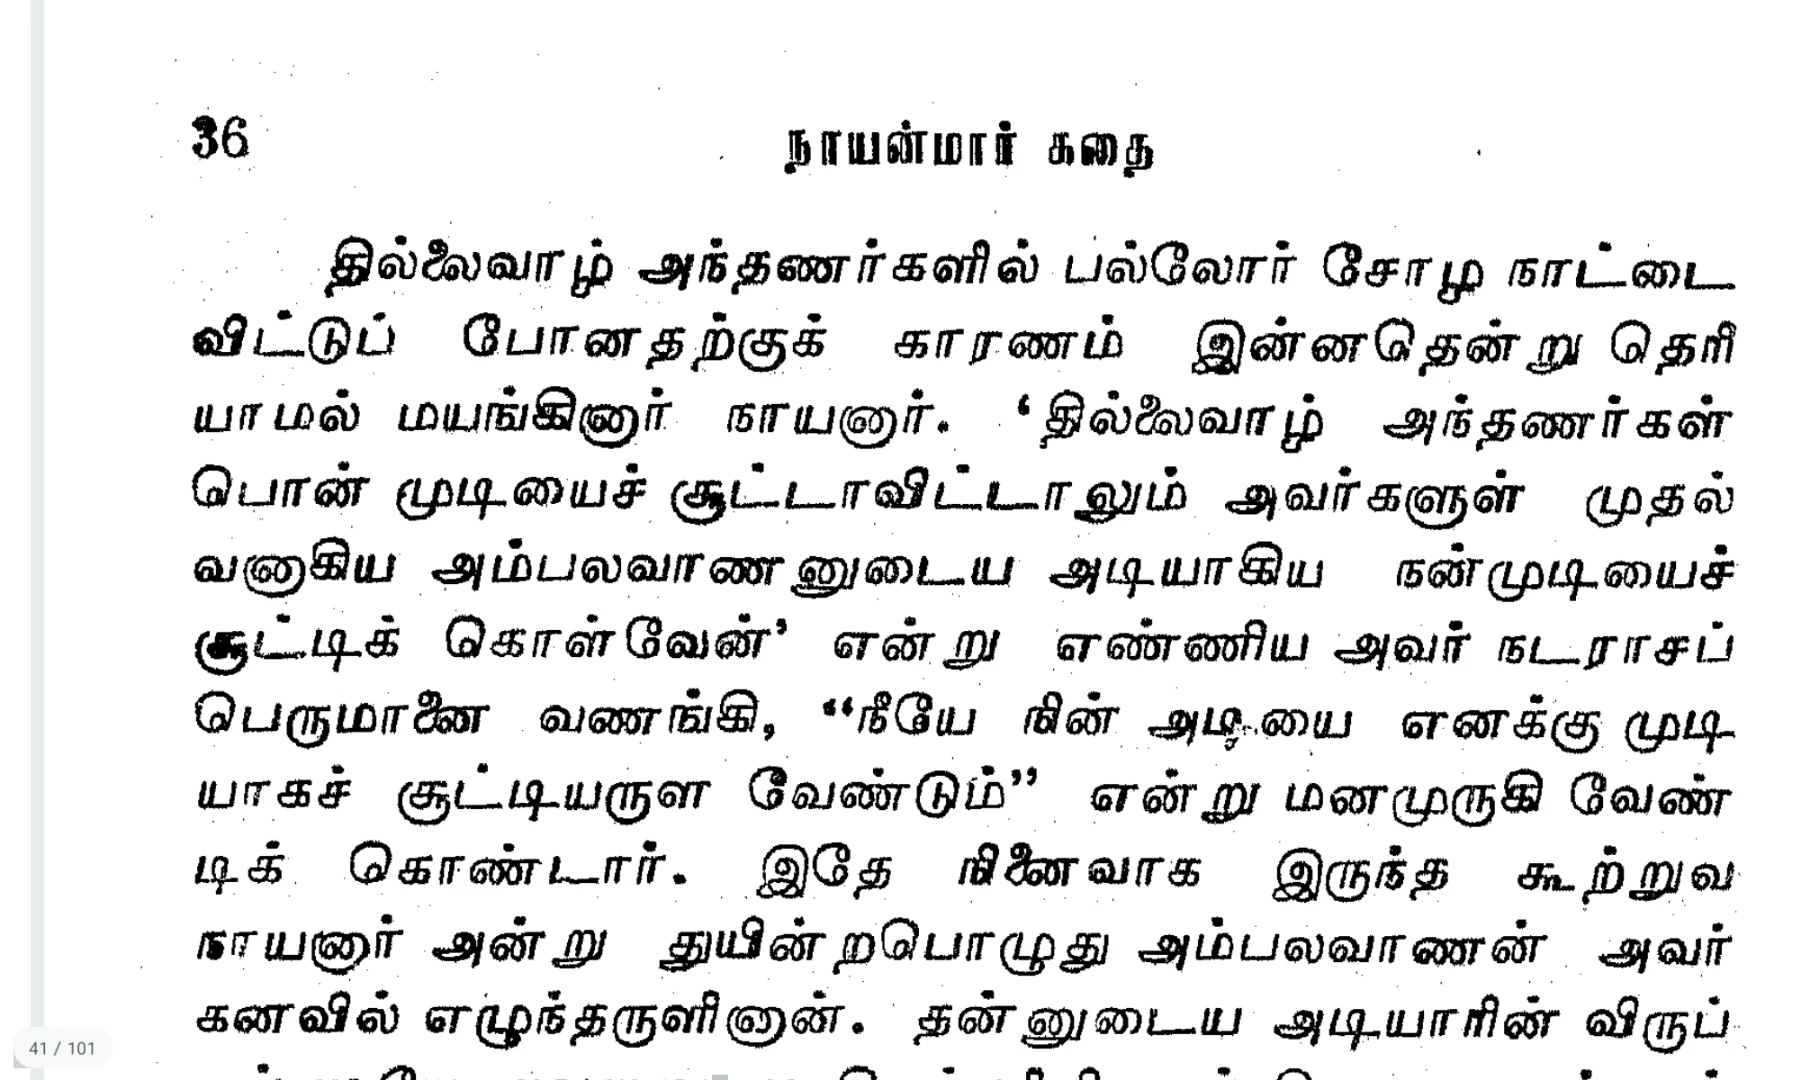 36
நாயன்மார் கதை
தில்லைவாழ் அந்தணர்களில் பல்லோர் சோழ நாட்டை
விட்டுப் போனதற்குக் காரணம் இன்னதென்று தெரி
யாமல் மயங்கினார் நாயனார். ‘தில்லைவாழ் அந்தணர்கள்
பொன் முடியைச் சூட்டாவிட்டாலும் அவர்களுள் முதல்
வனாகிய அம்பலவாணனுடைய அடியாகிய நன்முடியைச்
சூட்டிக் கொள்வேன்’ என்று எண்ணிய அவர் நடராசப்
பெருமானை வணங்கி, “நீயே நின் அடியை எனக்கு முடி
யாகச் சூட்டியருள வேண்டும்” என்று மனமுருகி வேண்
டிக் கொண்டார். இதே நினைவாக இருந்த கூற்றுவ
நாயனார் அன்று துயின்றபொழுது அம்பலவாணன் அவர்
கனவில் எழுந்தருளினான். தன்னுடைய அடியாரின் விருப்
41 / 101